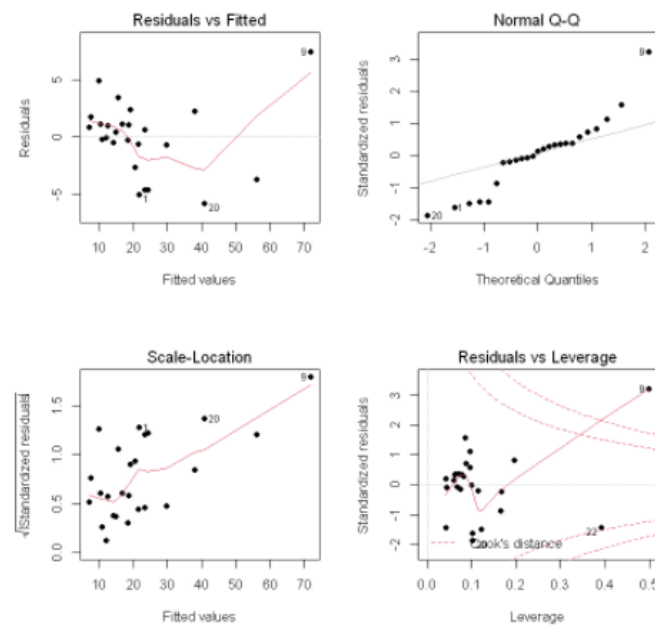 Residuals vs Fitted
Residuals
5
0
-5
9
1
20
10 20 30 40 50 60 70
Fitted values
Normal Q-Q
Standardized residuals
3
2
1
0
-1
-2
9
1
20
-2 -1 0 1 2
Theoretical Quantiles
Scale-Location
√|Standardized residuals|
1.5
1.0
0.5
0.0
9
1
20
10 20 30 40 50 60 70
Fitted values
Residuals vs Leverage
Standardized residuals
3
2
1
0
-1
-2
9
22
Cook's distance
0.0 0.1 0.2 0.3 0.4 0.5
Leverage